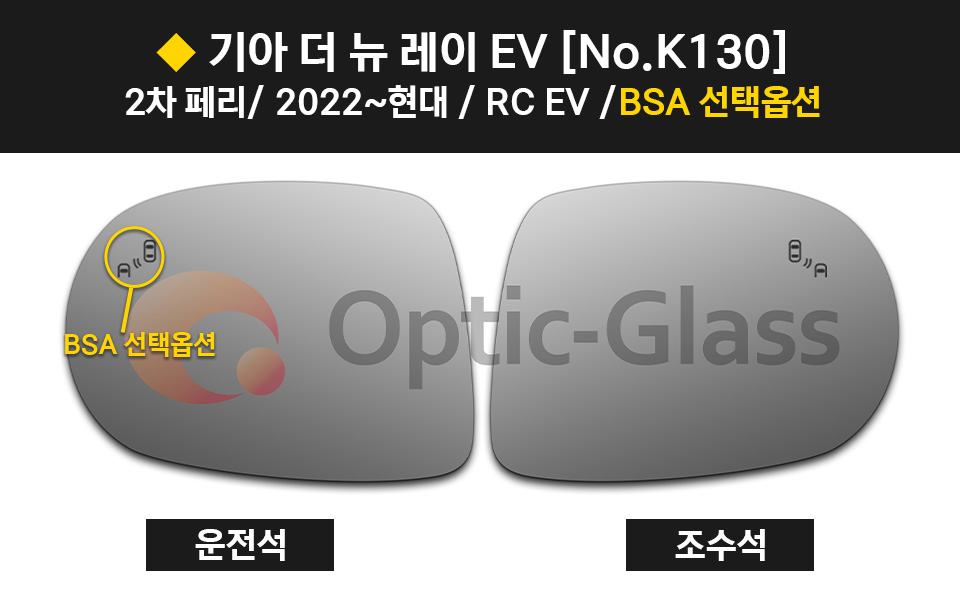 ◆ 기아 더 뉴 레이 EV [No.K130]
2차 페리/ 2022~현대 / RC EV /BSA 선택옵션
BSA 선택옵션
Optic-Glass
운전석
조수석